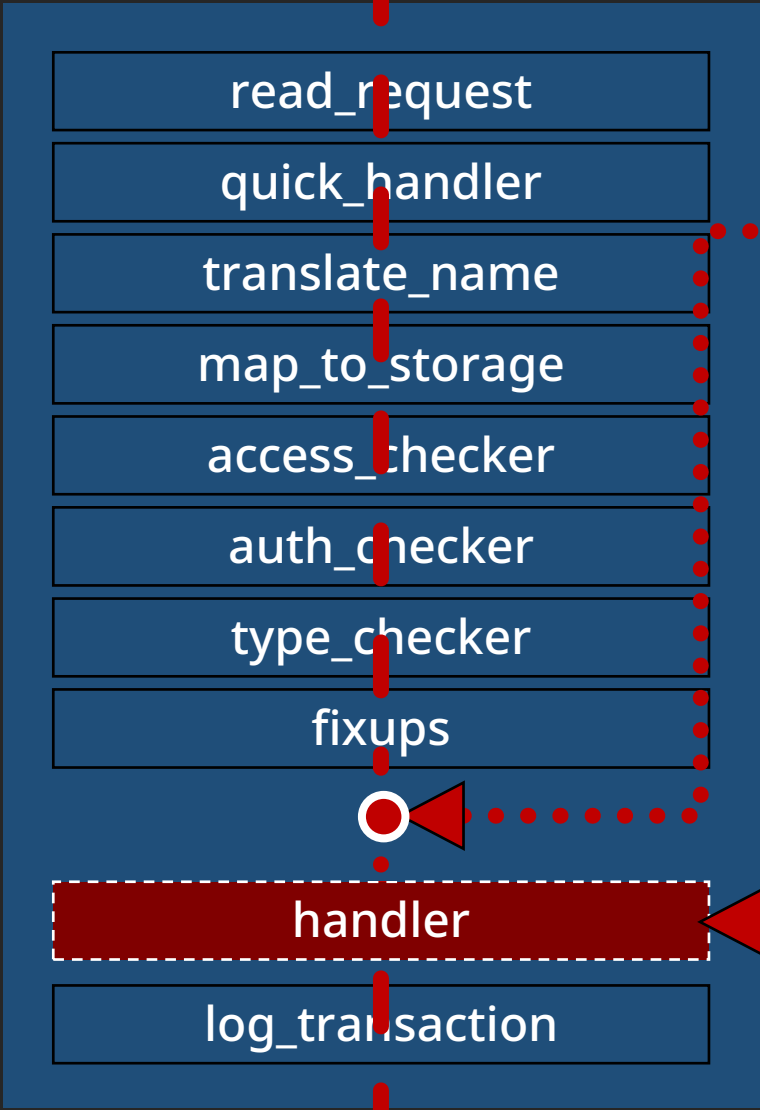 read_request
quick_handler
translate_name
map_to_storage
access_checker
auth_checker
type_checker
fixups
handler
log_transaction